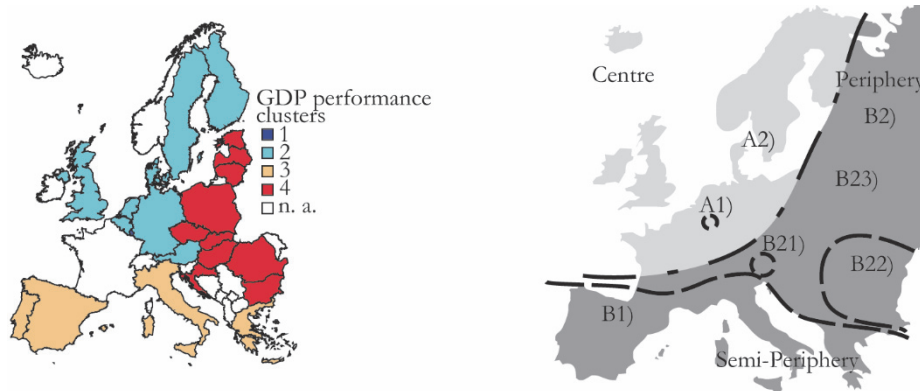 GDP performance
clusters
1
2
3
4
n. a.
Centre
Periphery
B2)
A2)
B23)
A1)
B21)
B22)
B1)
Semi-Periphery